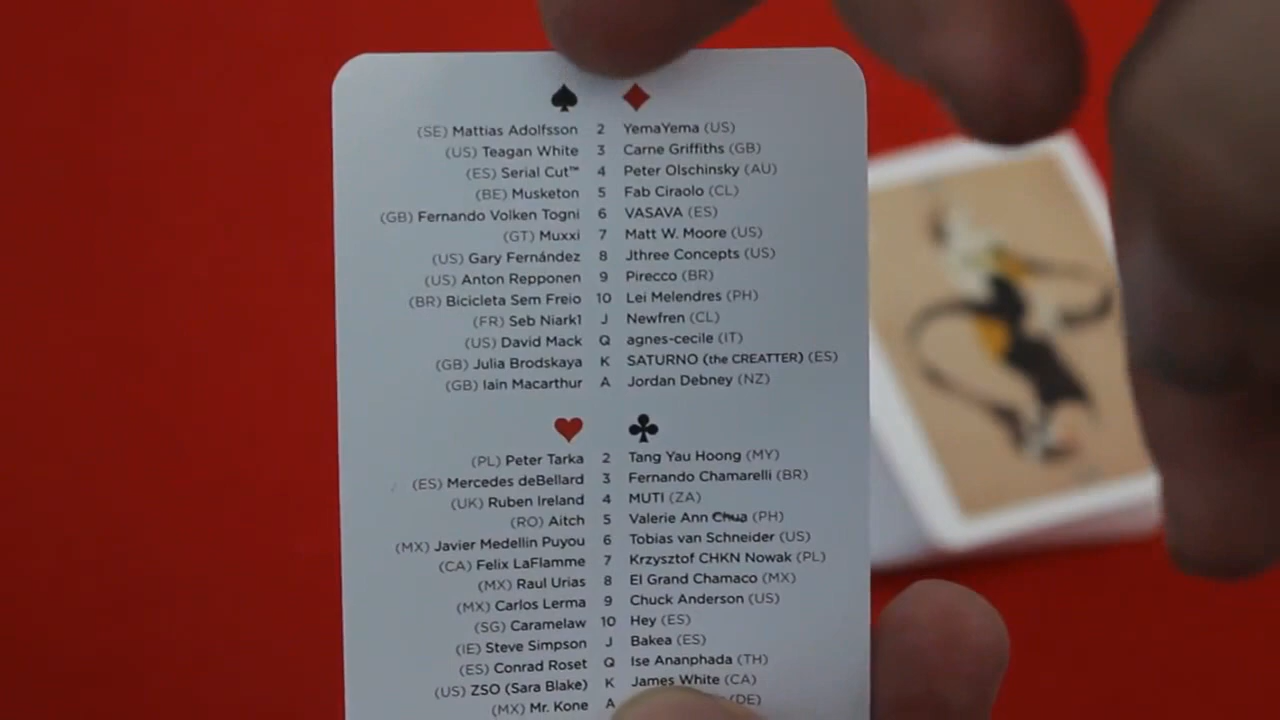 (SE) Mattias Adolfsson 2 YemaYema (US)
(US) Teagan White 3 Carne Griffiths (GB)
(ES) Serial Cut™ 4 Peter Olschinsky (AU)
(BE) Musketon 5 Fab Ciraolo (CL)
(GB) Fernando Volken Togni 6 VASAVA (ES)
(GT) Muxxi 7 Matt W. Moore (US)
(US) Gary Fernández 8 Jthree Concepts (US)
(US) Anton Repponen 9 Pirecco (BR)
(BR) Bicicleta Sem Freio 10 Lei Melendres (PH)
(FR) Seb Niark1 J Newfren (CL)
(US) David Mack Q agnes-cecile (IT)
(GB) Julia Brodskaya K SATURNO (the CREATTER) (ES)
(GB) Iain Macarthur A Jordan Debney (NZ)
(PL) Peter Tarka 2 Tang Yau Hoong (MY)
(ES) Mercedes deBellard 3 Fernando Chamarelli (BR)
(UK) Ruben Ireland 4 MUTI (ZA)
(RO) Aitch 5 Valerie Ann Chua (PH)
(MX) Javier Medellin Puyou 6 Tobias van Schneider (US)
(CA) Felix LaFlamme 7 Krzysztof CHKN Nowak (PL)
(MX) Raul Urias 8 El Grand Chamaco (MX)
(MX) Carlos Lerma 9 Chuck Anderson (US)
(SG) Caramelaw 10 Hey (ES)
(IE) Steve Simpson J Bakea (ES)
(ES) Conrad Roset Q Ise Ananphada (TH)
(US) ZSO (Sara Blake) K James White (CA)
(MX) Mr. Kone A (DE)